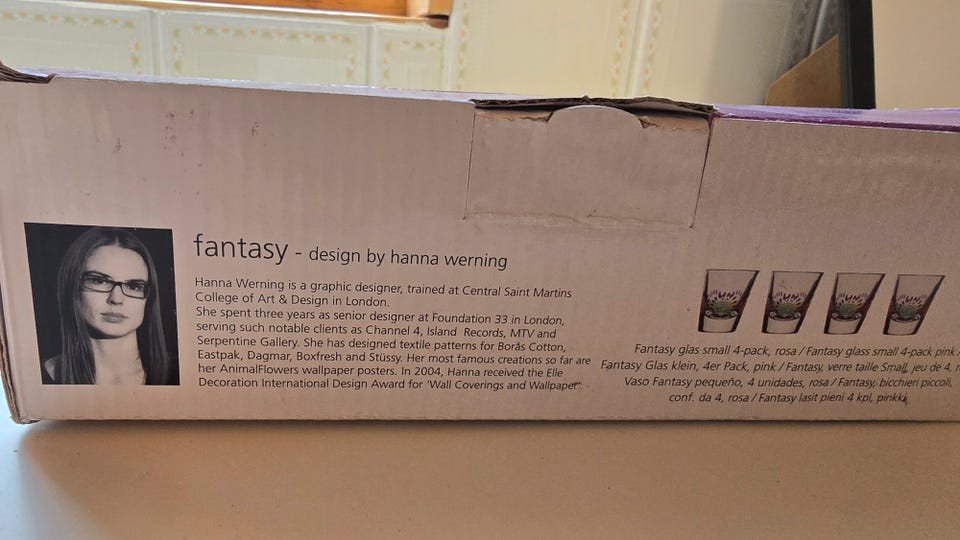 fantasy - design by hanna werning
Hanna Werning is a graphic designer, trained at Central Saint Martins
College of Art & Design in London.
She spent three years as senior designer at Foundation 33 in London,
serving such notable clients as Channel 4, Island Records, MTV and
Serpentine Gallery. She has designed textile patterns for Borås Cotton,
Eastpak, Dagmar, Boxfresh and Stüssy. Her most famous creations so far are
her AnimalFlowers wallpaper posters. In 2004, Hanna received the Elle
Decoration International Design Award for 'Wall Coverings and Wallpaper'.
Fantasy glas small 4-pack, rosa / Fantasy glass small 4-pack pink /
Fantasy Glas klein, 4er Pack, pink / Fantasy, verre taille Small, jeu de 4,
Vaso Fantasy pequeño, 4 unidades, rosa / Fantasy, bicchieri piccoli,
conf. da 4, rosa / Fantasy lasit pieni 4 kpl, pinkki